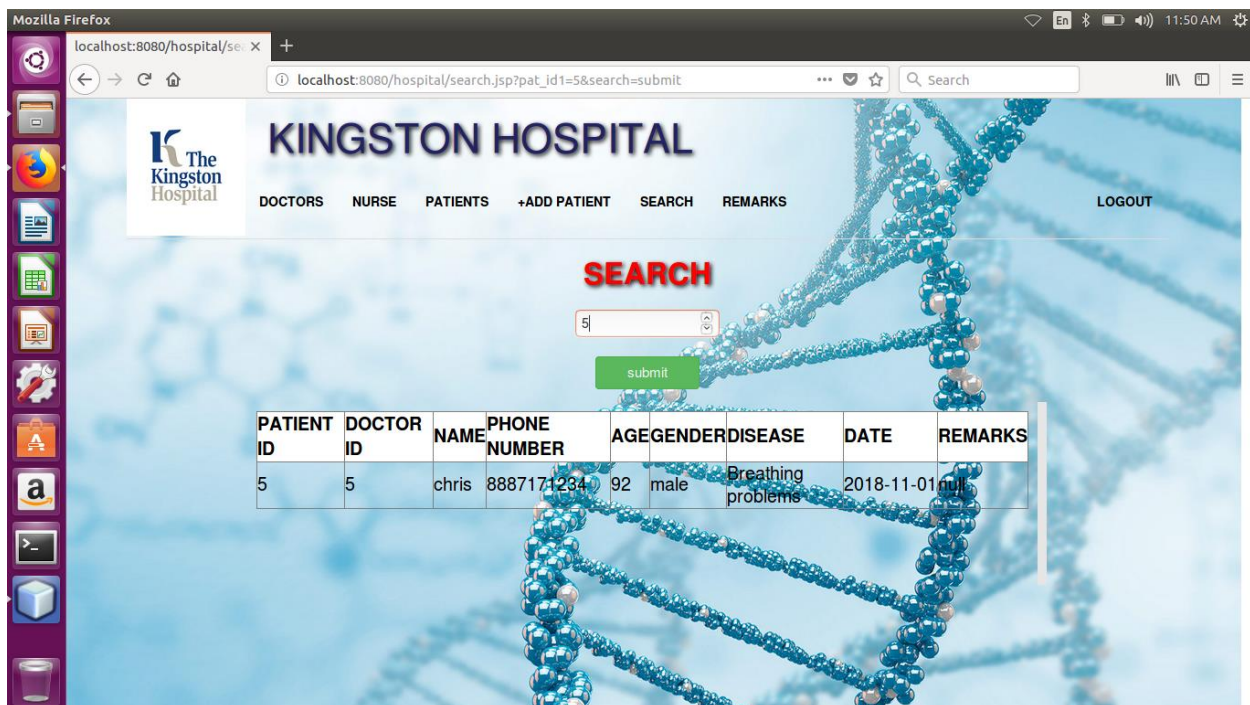 Mozilla Firefox
En
11:50 AM
localhost:8080/hospital/sea
localhost:8080/hospital/search.jsp?pat_id1=5&search=submit
Search
The
Kingston
Hospital
KINGSTON HOSPITAL
DOCTORS NURSE PATIENTS +ADD PATIENT SEARCH REMARKS LOGOUT
SEARCH
5
submit
PATIENT ID DOCTOR ID NAME PHONE NUMBER AGE GENDER DISEASE DATE REMARKS
5 5 chris 8887171234 92 male Breathing problems 2018-11-01 null